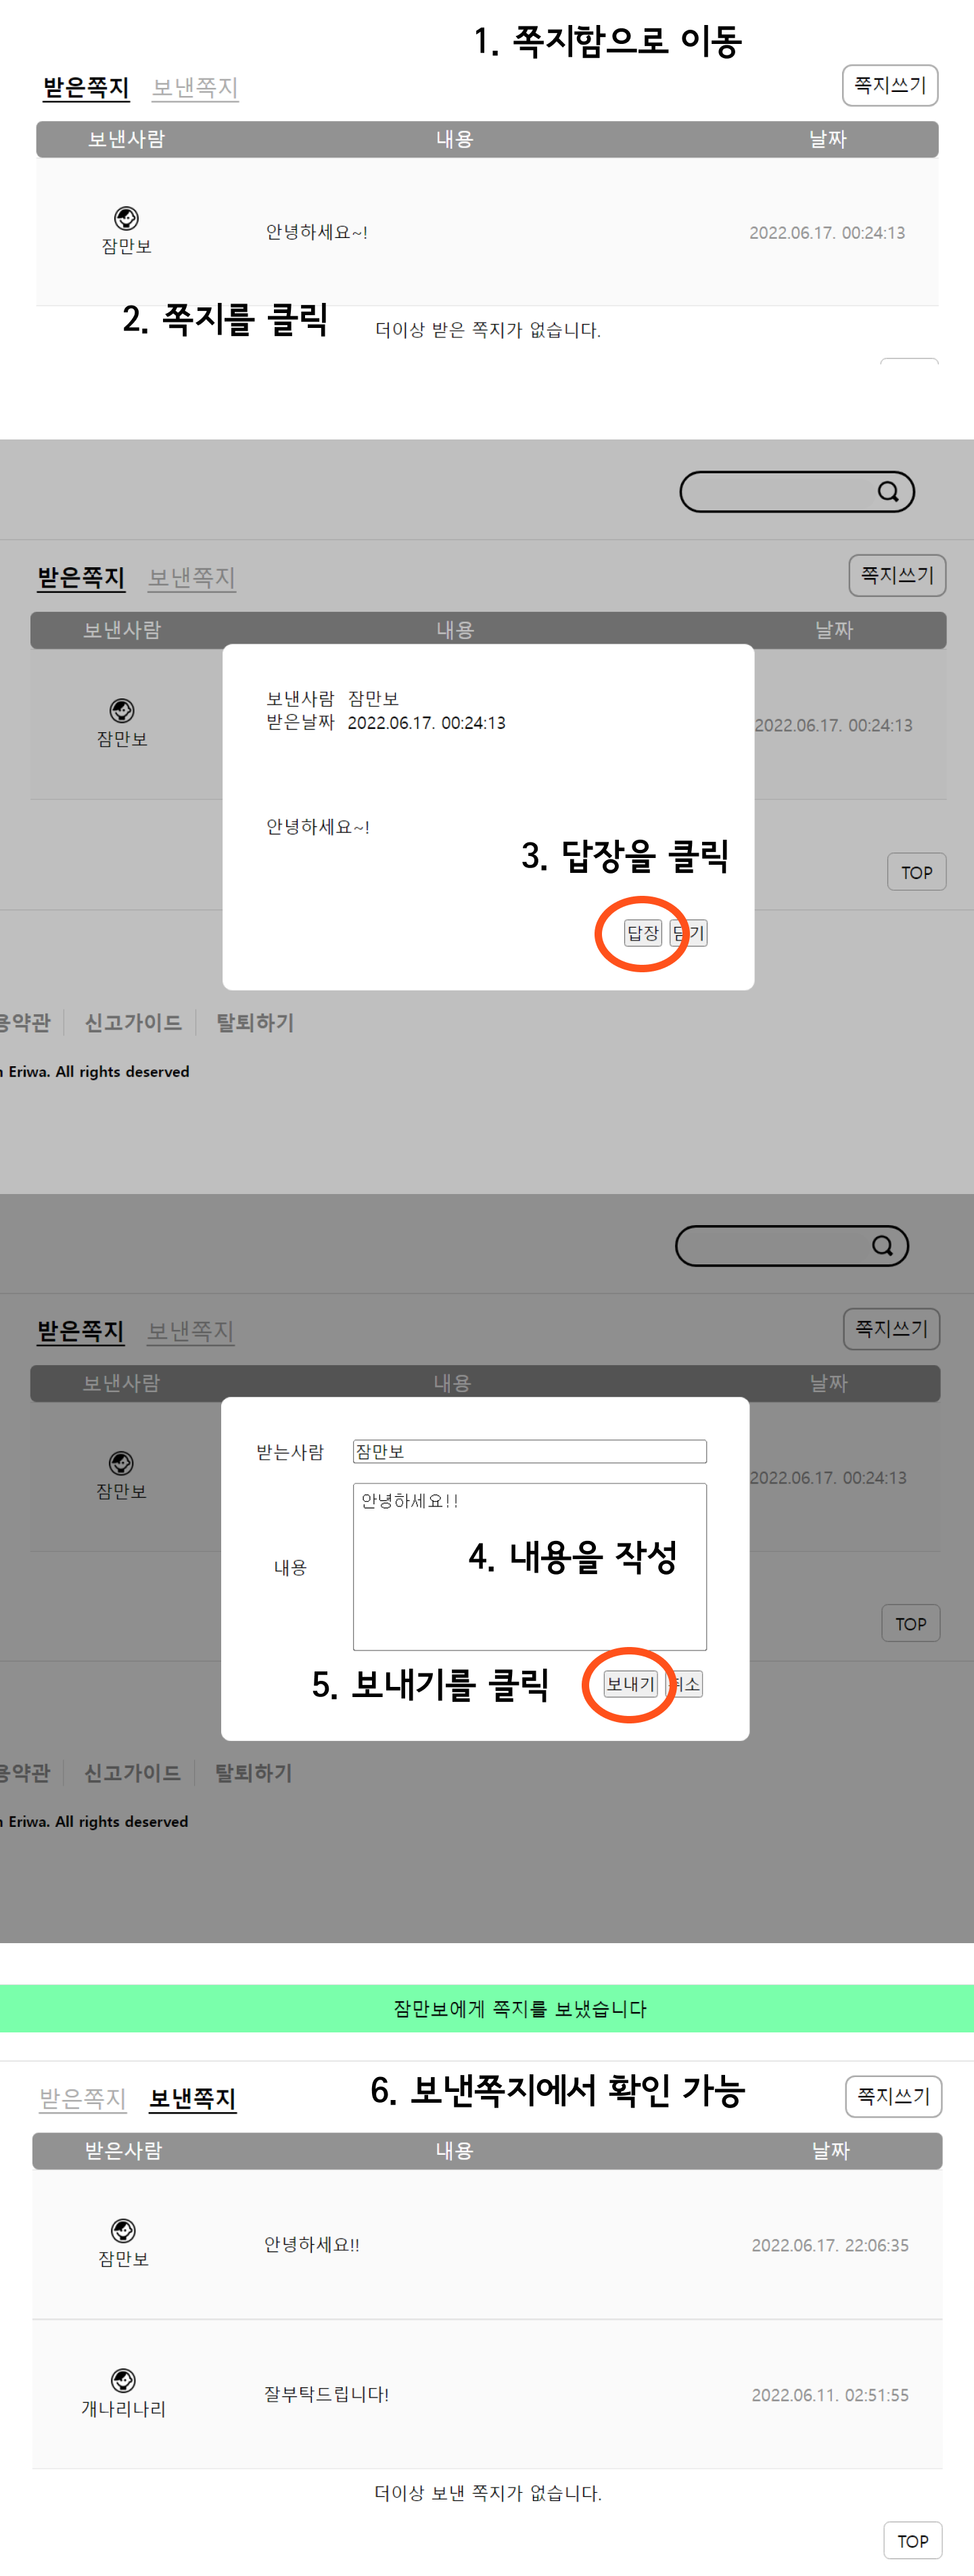 1. 쪽지함으로 이동
받은쪽지 보낸쪽지 쪽지쓰기
보낸사람 내용 날짜
안녕하세요~! 2022.06.17. 00:24:13
잠만보
2. 쪽지를 클릭
더이상 받은 쪽지가 없습니다.
받은쪽지 보낸쪽지 쪽지쓰기
보낸사람 내용 날짜
보낸사람 잠만보
받은날짜 2022.06.17. 00:24:13
잠만보
2022.06.17. 00:24:13
안녕하세요~!
3. 답장을 클릭
TOP
답장 닫기
용약관 신고가이드 탈퇴하기
n Eriwa. All rights deserved
받은쪽지 보낸쪽지 쪽지쓰기
보낸사람 내용 날짜
받는사람 잠만보
잠만보
2022.06.17. 00:24:13
안녕하세요!!
내용
4. 내용을 작성
TOP
5. 보내기를 클릭
보내기 취소
용약관 신고가이드 탈퇴하기
n Eriwa. All rights deserved
잠만보에게 쪽지를 보냈습니다
6. 보낸쪽지에서 확인 가능
받은쪽지 보낸쪽지 쪽지쓰기
받은사람 내용 날짜
안녕하세요!! 2022.06.17. 22:06:35
잠만보
잘부탁드립니다! 2022.06.11. 02:51:55
개나리나리
더이상 보낸 쪽지가 없습니다.
TOP